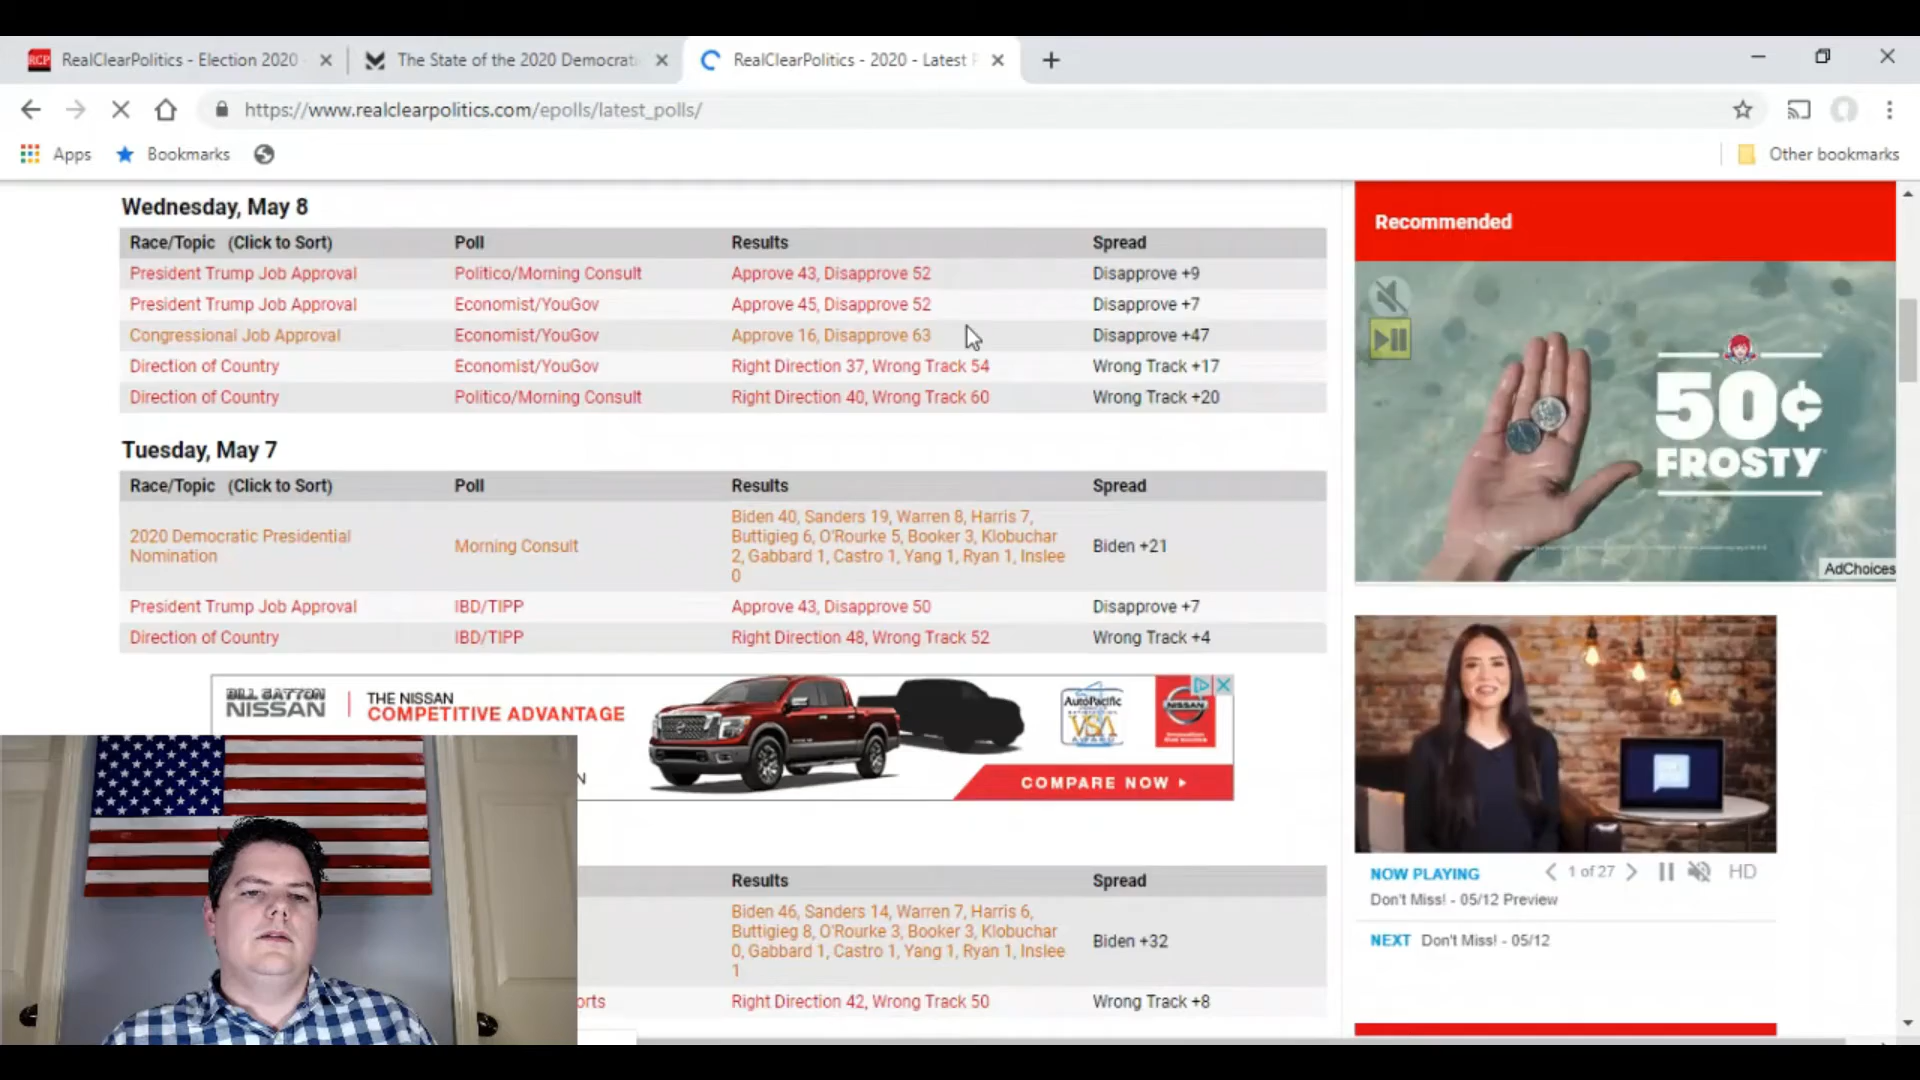 RCP
RealClearPolitics - Election 2020
The State of the 2020 Democrati
RealClearPolitics - 2020 - Latest P
https://www.realclearpolitics.com/epolls/latest_polls/
Apps
Bookmarks
Other bookmarks
Wednesday, May 8
Race/Topic (Click to Sort) Poll Results Spread
President Trump Job Approval Politico/Morning Consult Approve 43, Disapprove 52 Disapprove +9
President Trump Job Approval Economist/YouGov Approve 45, Disapprove 52 Disapprove +7
Congressional Job Approval Economist/YouGov Approve 16, Disapprove 63 Disapprove +47
Direction of Country Economist/YouGov Right Direction 37, Wrong Track 54 Wrong Track +17
Direction of Country Politico/Morning Consult Right Direction 40, Wrong Track 60 Wrong Track +20
Tuesday, May 7
Race/Topic (Click to Sort) Poll Results Spread
2020 Democratic Presidential
Nomination
Morning Consult
Biden 40, Sanders 19, Warren 8, Harris 7,
Buttigieg 6, O'Rourke 5, Booker 3, Klobuchar
2, Gabbard 1, Castro 1, Yang 1, Ryan 1, Inslee
0
Biden +21
President Trump Job Approval IBD/TIPP Approve 43, Disapprove 50 Disapprove +7
Direction of Country IBD/TIPP Right Direction 48, Wrong Track 52 Wrong Track +4
BILL GATTON
NISSAN
THE NISSAN
COMPETITIVE ADVANTAGE
AutoPacific
VSA
AWARD
NISSAN
COMPARE NOW
N
Results Spread
Biden 46, Sanders 14, Warren 7, Harris 6,
Buttigieg 8, O'Rourke 3, Booker 3, Klobuchar
0, Gabbard 1, Castro 1, Yang 1, Ryan 1, Inslee
1
Biden +32
orts Right Direction 42, Wrong Track 50 Wrong Track +8
Recommended
50¢
FROSTY
AdChoices
NOW PLAYING
1 of 27
HD
Don't Miss! - 05/12 Preview
NEXT Don't Miss! - 05/12